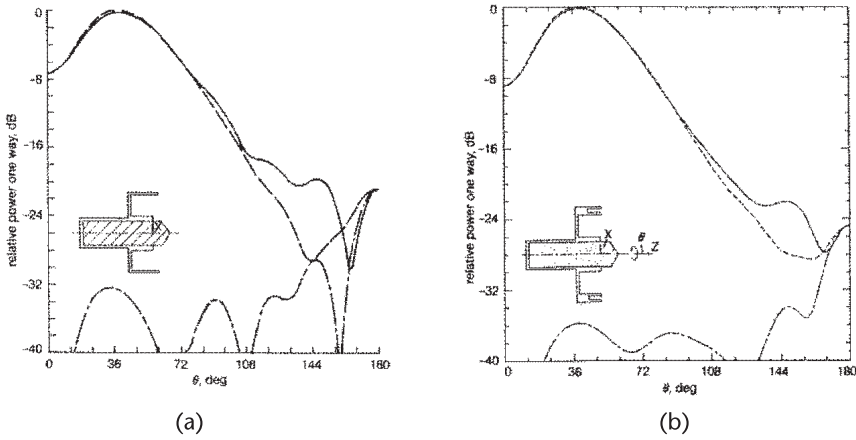 0
-8
-16
-24
-32
-40
relative power one way, dB
X
0 36 72 108 144 180
θ, deg
(a)
0
-8
-16
-24
-32
-40
relative power one way, dB
X θ Z
0 36 72 108 144 180
θ, deg
(b)